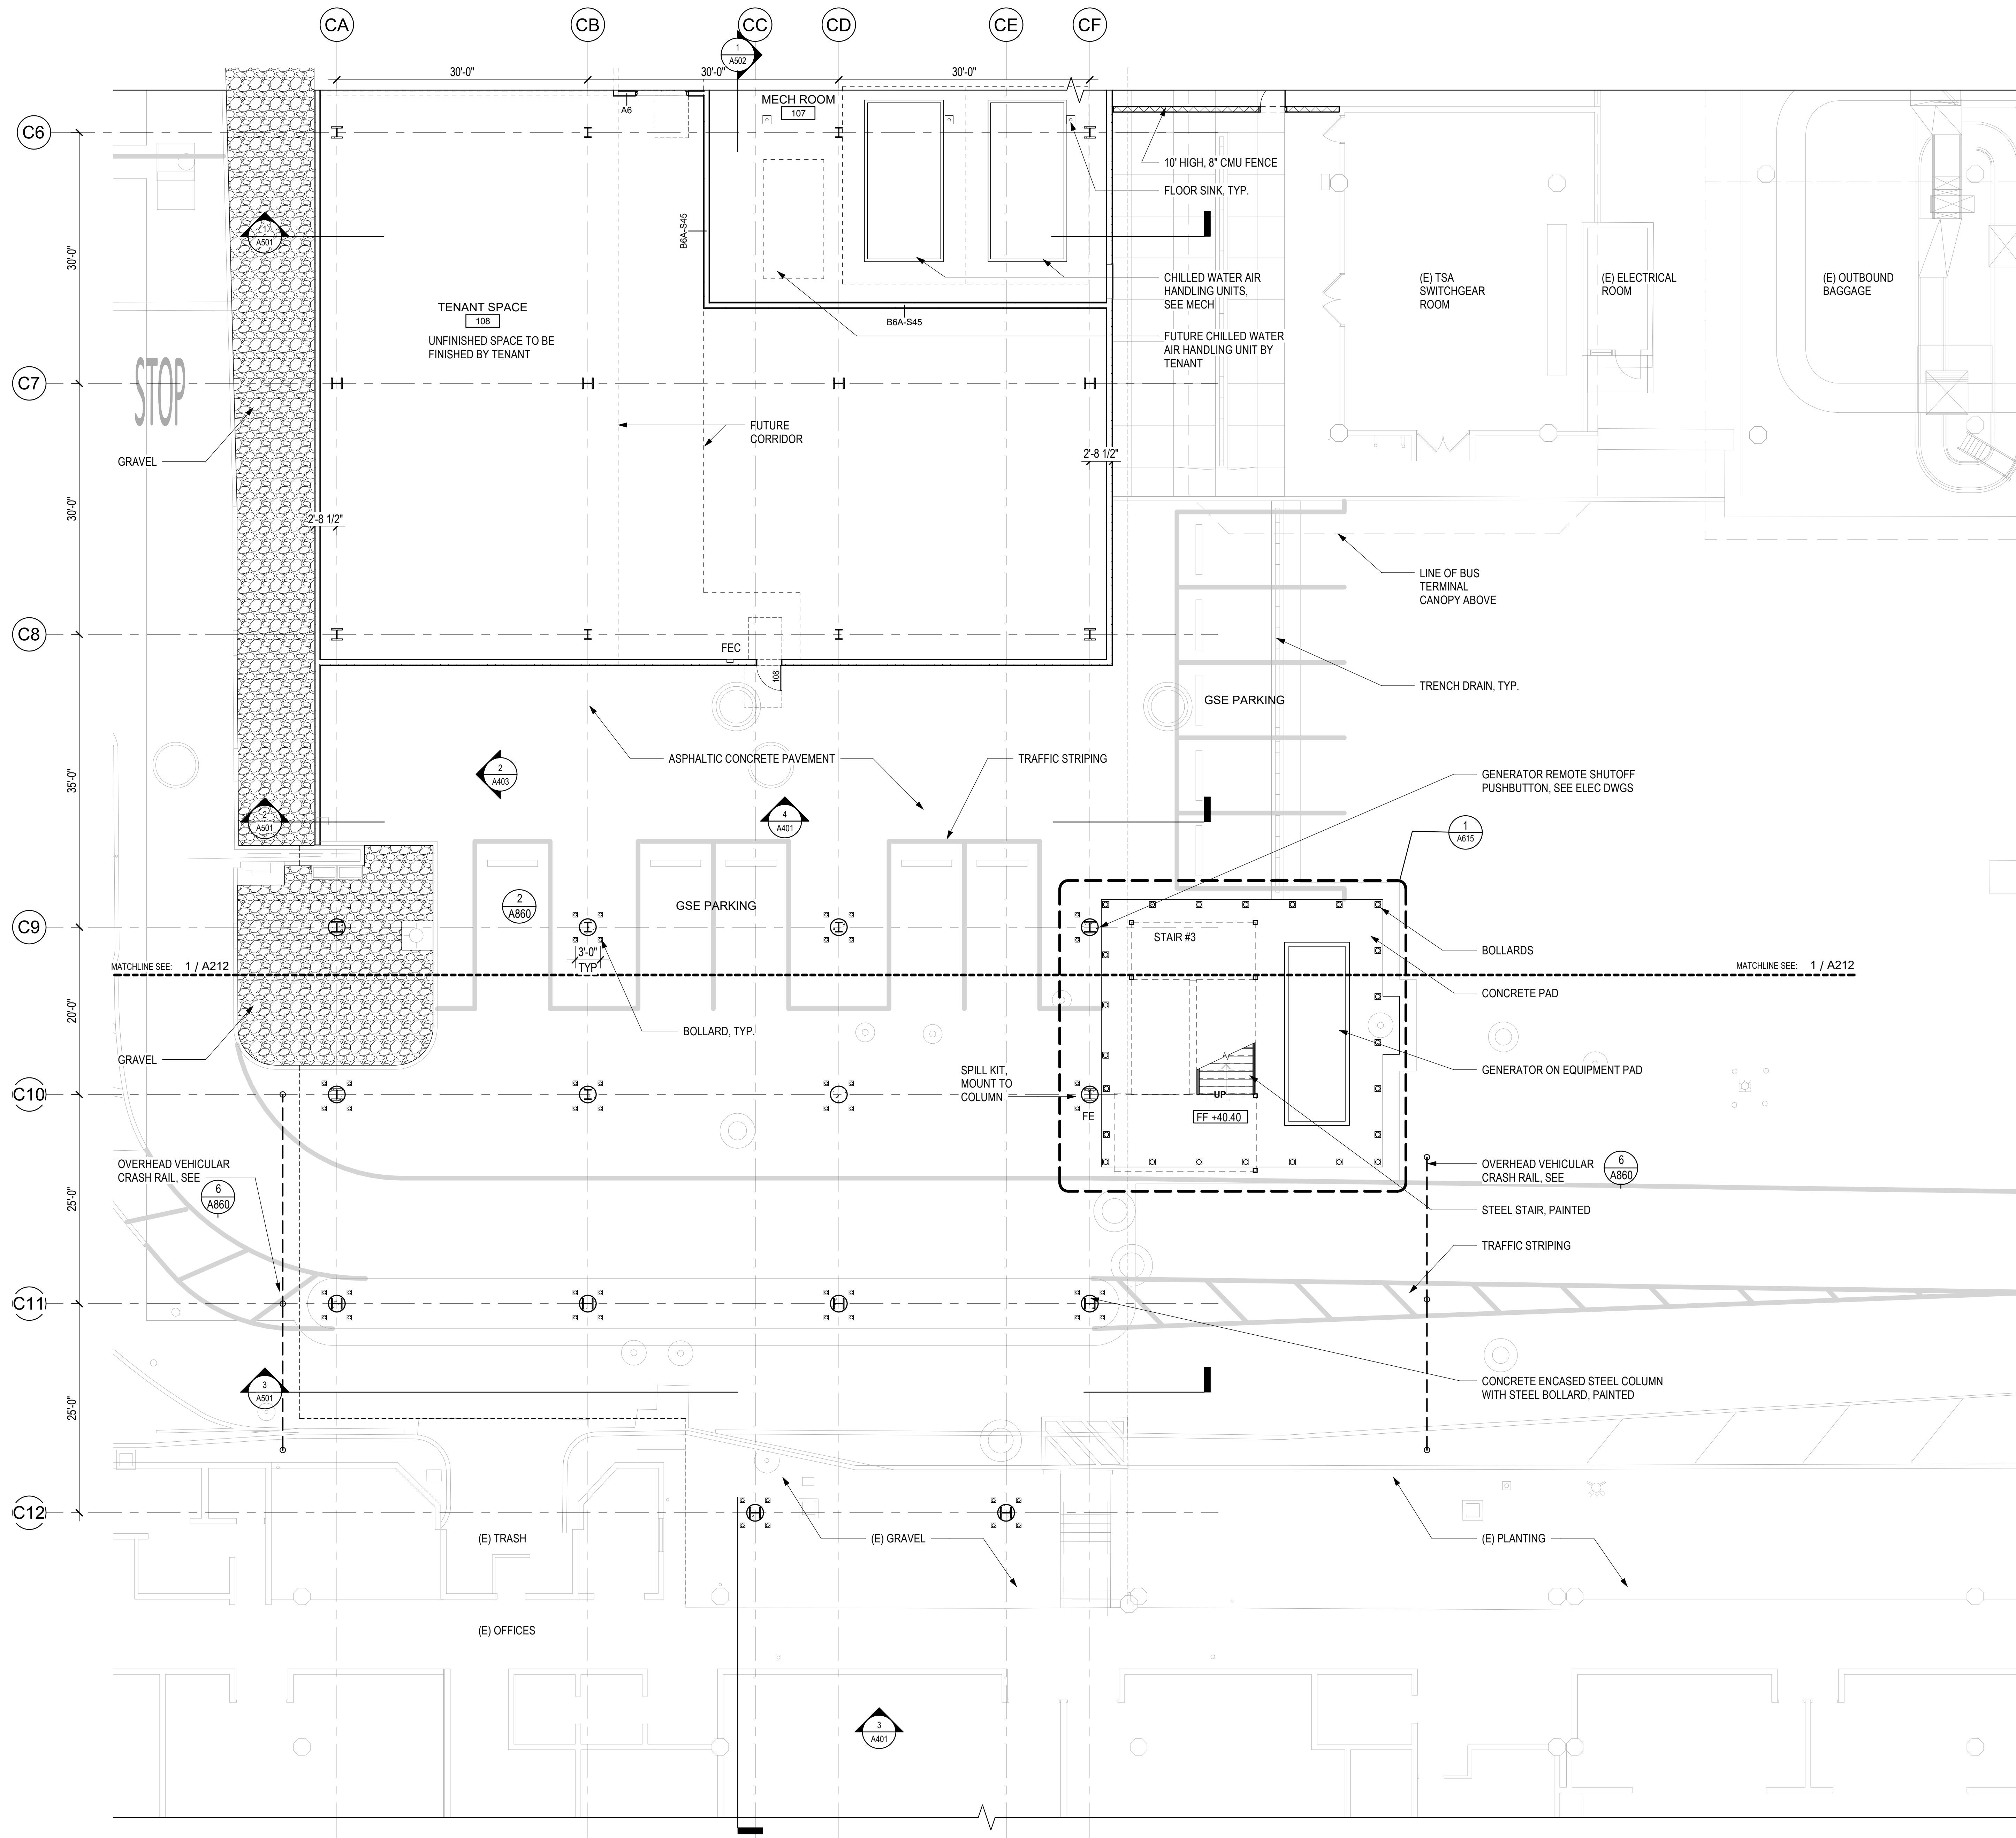 CA
CB
CC
CD
CE
CF
1
A502
30'-0"
30'-0"
30'-0"
MECH ROOM
107
A6
C6
10' HIGH, 8" CMU FENCE
FLOOR SINK, TYP.
1
A501
B6A-S45
30'-0"
CHILLED WATER AIR
HANDLING UNITS,
SEE MECH
(E) TSA
SWITCHGEAR
ROOM
(E) ELECTRICAL
ROOM
(E) OUTBOUND
BAGGAGE
TENANT SPACE
108
UNFINISHED SPACE TO BE
FINISHED BY TENANT
B6A-S45
FUTURE CHILLED WATER
AIR HANDLING UNIT BY
TENANT
STOP
C7
FUTURE
CORRIDOR
GRAVEL
2'-8 1/2"
30'-0"
2'-8 1/2"
LINE OF BUS
TERMINAL
CANOPY ABOVE
C8
FEC
108
TRENCH DRAIN, TYP.
GSE PARKING
35'-0"
2
A403
ASPHALTIC CONCRETE PAVEMENT
TRAFFIC STRIPING
GENERATOR REMOTE SHUTOFF
PUSHBUTTON, SEE ELEC DWGS
2
A501
4
A401
1
A615
2
A860
GSE PARKING
C9
STAIR #3
BOLLARDS
3'-0"
TYP
MATCHLINE SEE: 1 / A212
MATCHLINE SEE: 1 / A212
CONCRETE PAD
20'-0"
BOLLARD, TYP.
GRAVEL
SPILL KIT,
MOUNT TO
COLUMN
GENERATOR ON EQUIPMENT PAD
C10
UP
FE
FF +40.40
OVERHEAD VEHICULAR
CRASH RAIL, SEE
6
A860
OVERHEAD VEHICULAR
CRASH RAIL, SEE
6
A860
25'-0"
STEEL STAIR, PAINTED
TRAFFIC STRIPING
C11
3
A501
25'-0"
CONCRETE ENCASED STEEL COLUMN
WITH STEEL BOLLARD, PAINTED
C12
(E) TRASH
(E) GRAVEL
(E) PLANTING
(E) OFFICES
3
A401